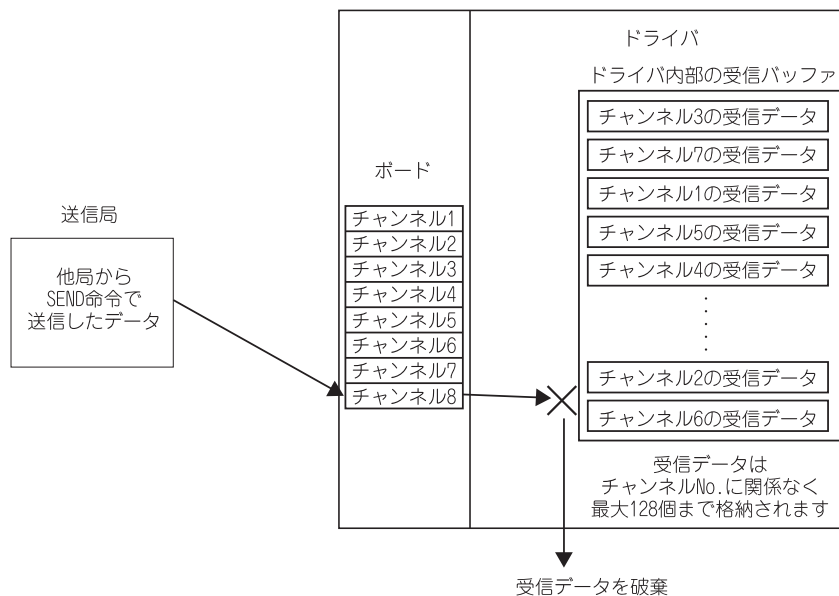 送信局
他局から
SEND命令で
送信したデータ
ボード
チャンネル1
チャンネル2
チャンネル3
チャンネル4
チャンネル5
チャンネル6
チャンネル7
チャンネル8
ドライバ
ドライバ内部の受信バッファ
チャンネル3の受信データ
チャンネル7の受信データ
チャンネル1の受信データ
チャンネル5の受信データ
チャンネル4の受信データ
チャンネル2の受信データ
チャンネル6の受信データ
受信データは
チャンネルNo.に関係なく
最大128個まで格納されます
受信データを破棄